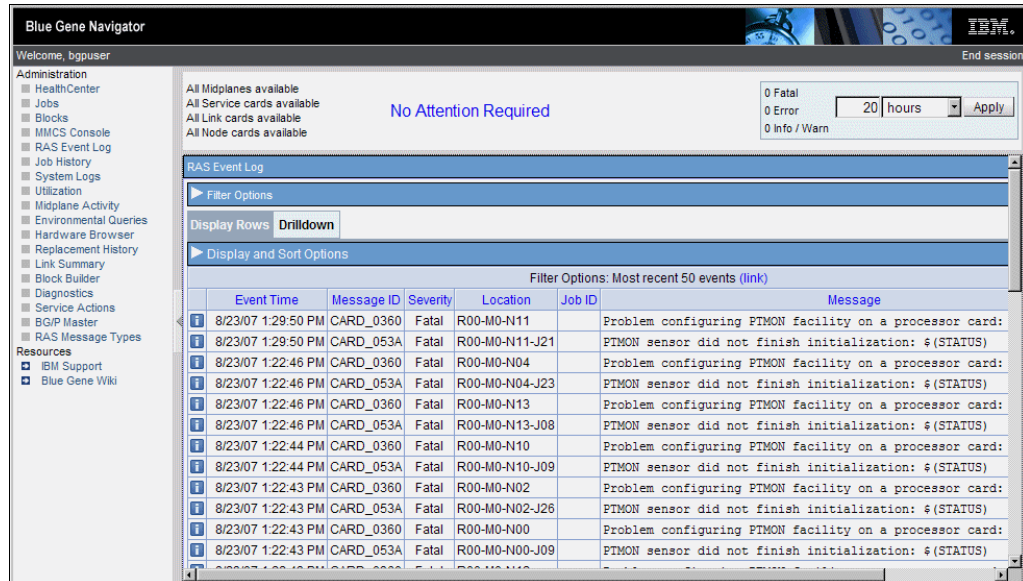 Blue Gene Navigator
IBM.
Welcome, bgpuser
End session
Administration
HealthCenter
Jobs
Blocks
MMCS Console
RAS Event Log
Job History
System Logs
Utilization
Midplane Activity
Environmental Queries
Hardware Browser
Replacement History
Link Summary
Block Builder
Diagnostics
Service Actions
BG/P Master
RAS Message Types
Resources
IBM Support
Blue Gene Wiki
All Midplanes available
All Service cards available
All Link cards available
All Node cards available
No Attention Required
0 Fatal
0 Error
0 Info / Warn
20 hours Apply
RAS Event Log
Filter Options
Display Rows Drilldown
Display and Sort Options
Filter Options: Most recent 50 events (link)
Event Time Message ID Severity Location Job ID Message
8/23/07 1:29:50 PM CARD_0360 Fatal R00-M0-N11 Problem configuring PTMON facility on a processor card:
8/23/07 1:29:50 PM CARD_053A Fatal R00-M0-N11-J21 PTMON sensor did not finish initialization: $(STATUS)
8/23/07 1:22:46 PM CARD_0360 Fatal R00-M0-N04 Problem configuring PTMON facility on a processor card:
8/23/07 1:22:46 PM CARD_053A Fatal R00-M0-N04-J23 PTMON sensor did not finish initialization: $(STATUS)
8/23/07 1:22:46 PM CARD_0360 Fatal R00-M0-N13 Problem configuring PTMON facility on a processor card:
8/23/07 1:22:46 PM CARD_053A Fatal R00-M0-N13-J08 PTMON sensor did not finish initialization: $(STATUS)
8/23/07 1:22:44 PM CARD_0360 Fatal R00-M0-N10 Problem configuring PTMON facility on a processor card:
8/23/07 1:22:44 PM CARD_053A Fatal R00-M0-N10-J09 PTMON sensor did not finish initialization: $(STATUS)
8/23/07 1:22:43 PM CARD_0360 Fatal R00-M0-N02 Problem configuring PTMON facility on a processor card:
8/23/07 1:22:43 PM CARD_053A Fatal R00-M0-N02-J26 PTMON sensor did not finish initialization: $(STATUS)
8/23/07 1:22:43 PM CARD_0360 Fatal R00-M0-N00 Problem configuring PTMON facility on a processor card:
8/23/07 1:22:43 PM CARD_053A Fatal R00-M0-N00-J09 PTMON sensor did not finish initialization: $(STATUS)